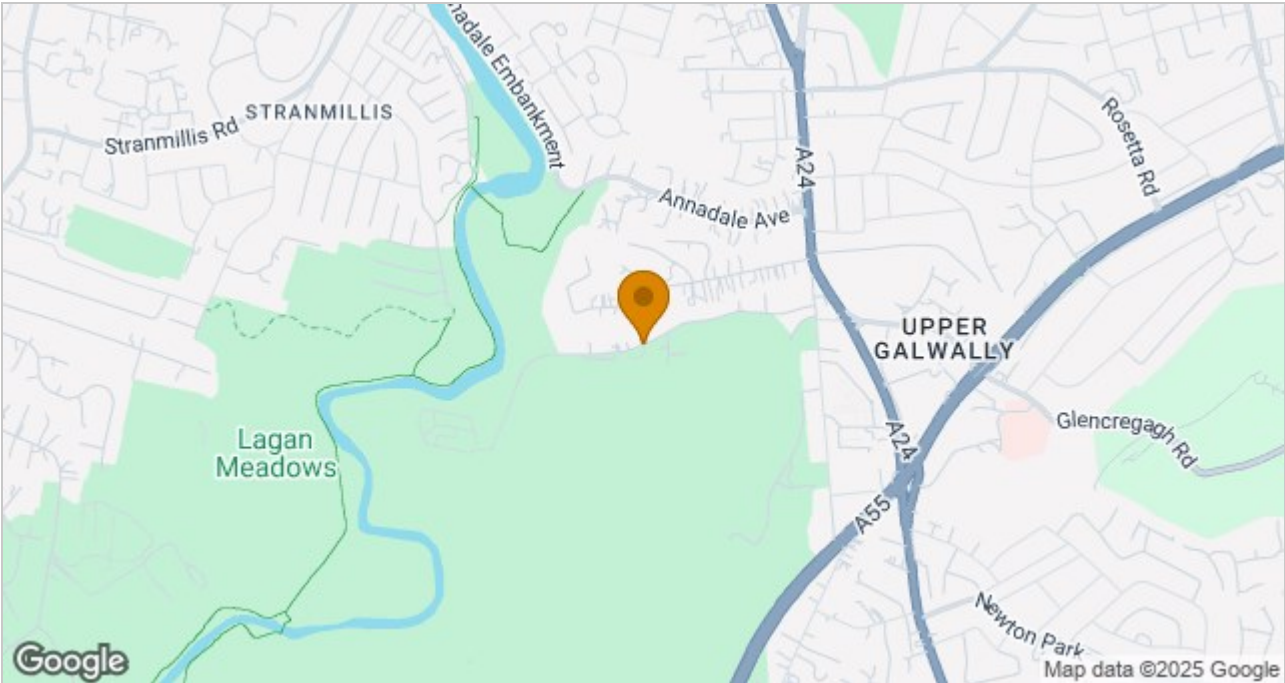 nadale Embankment
STRANMILLIS
Stranmillis Rd
A24
Rosetta Rd
Annadale Ave
UPPER
GALWALLY
Lagan
Meadows
Glencregagh Rd
A24
A55
Newton Park
Google
Map data ©2025 Google